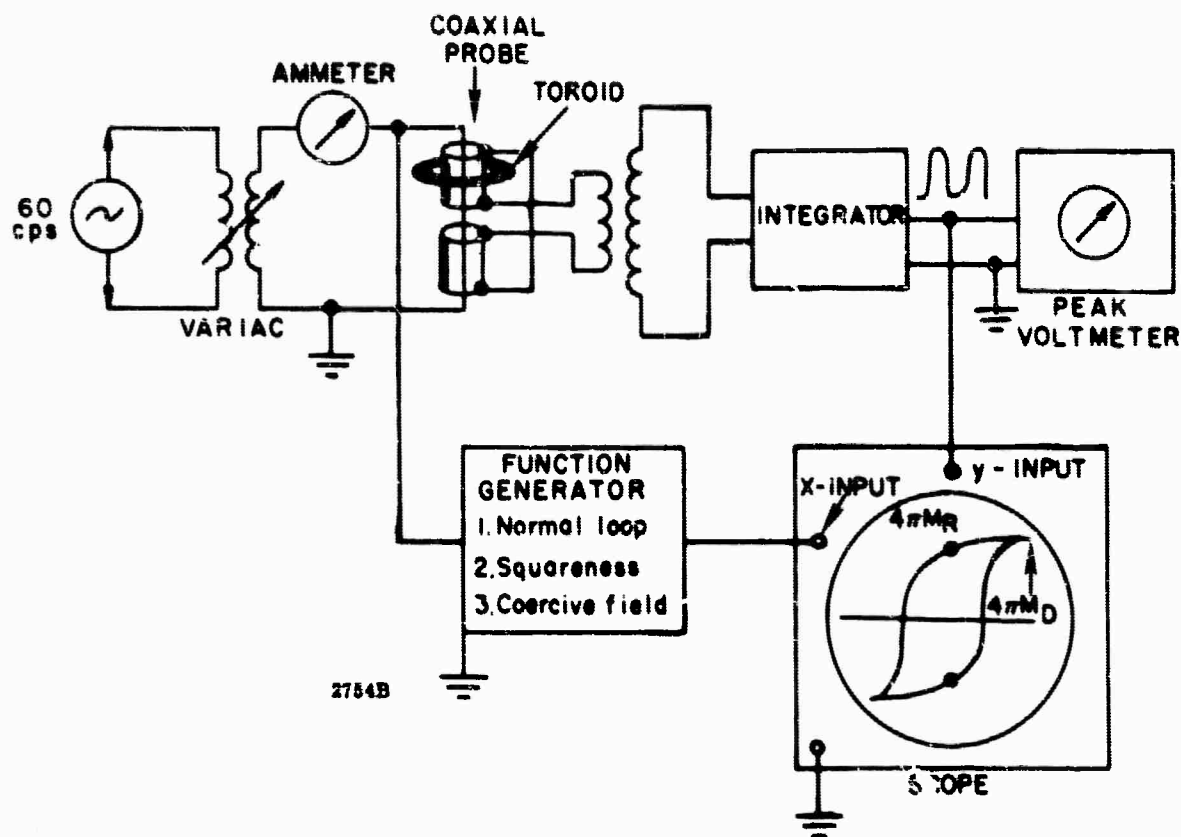 COAXIAL
PROBE
AMMETER
TOROID
60
cps
VARIAC
INTEGRATOR
PEAK
VOLTMETER
FUNCTION
GENERATOR
1. Normal loop
2. Squareness
3. Coercive field
X-INPUT
y - INPUT
4πMR
4πMD
2754B
SCOPE